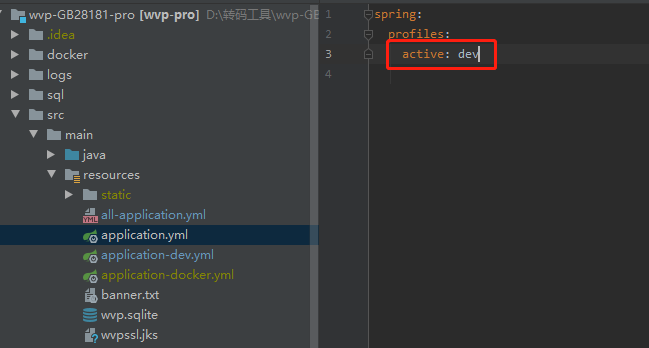 wvp-GB28181-pro [wvp-pro] D:\转码工具\wvp-GB
.idea
docker
logs
sql
src
main
java
resources
static
all-application.yml
application.yml
application-dev.yml
application-docker.yml
banner.txt
wvp.sqlite
wvpssl.jks
YML
1 spring:
2 profiles:
3 active: dev
4